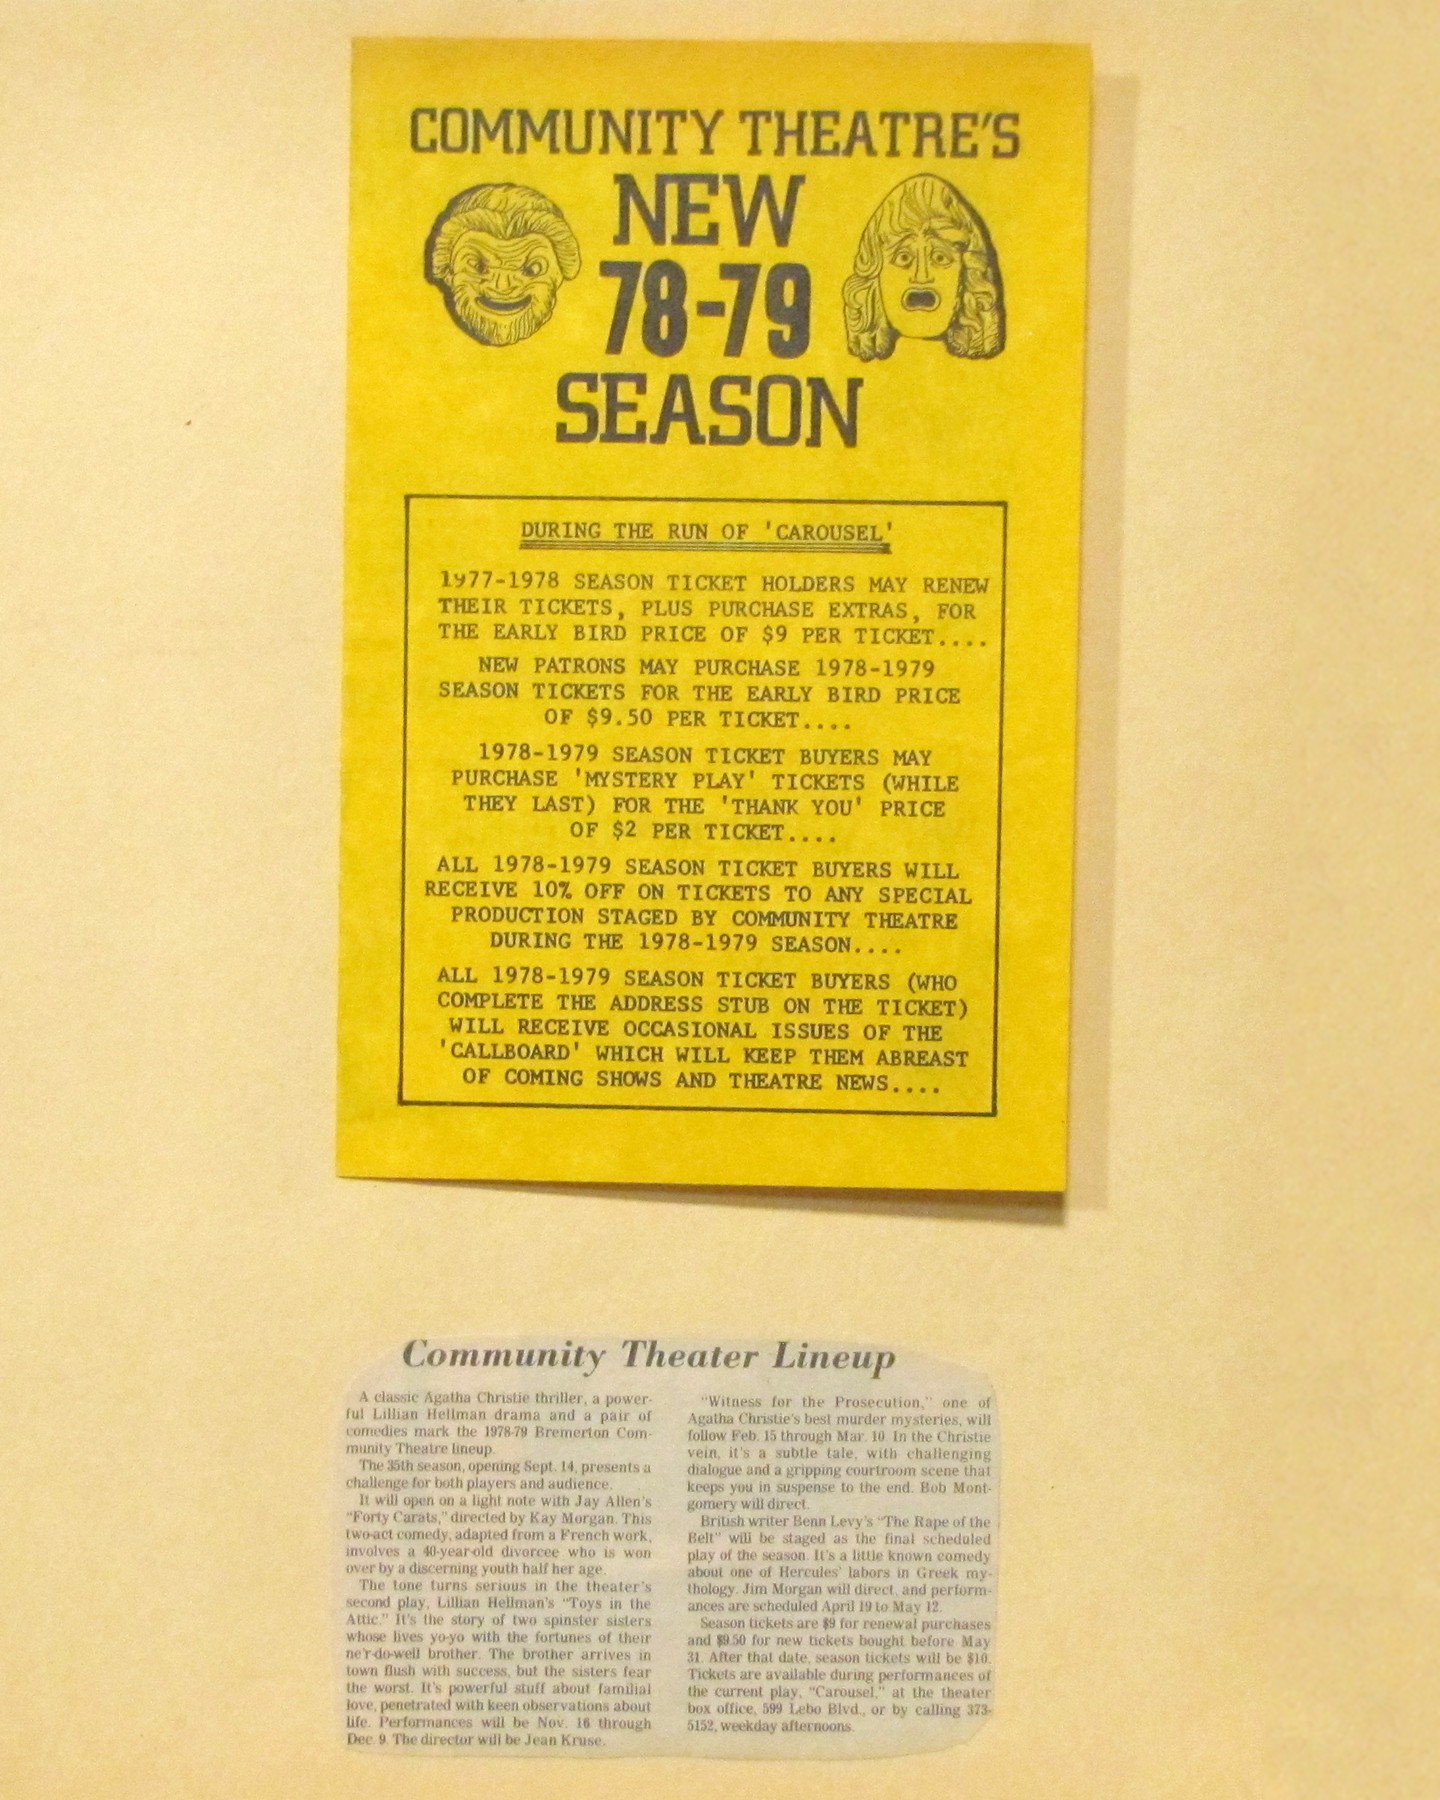 COMMUNITY THEATRE'S
NEW
78-79
SEASON
DURING THE RUN OF 'CAROUSEL'
1977-1978 SEASON TICKET HOLDERS MAY RENEW
THEIR TICKETS, PLUS PURCHASE EXTRAS, FOR
THE EARLY BIRD PRICE OF $9 PER TICKET....
NEW PATRONS MAY PURCHASE 1978-1979
SEASON TICKETS FOR THE EARLY BIRD PRICE
OF $9.50 PER TICKET....
1978-1979 SEASON TICKET BUYERS MAY
PURCHASE 'MYSTERY PLAY' TICKETS (WHILE
THEY LAST) FOR THE 'THANK YOU' PRICE
OF $2 PER TICKET....
ALL 1978-1979 SEASON TICKET BUYERS WILL
RECEIVE 10% OFF ON TICKETS TO ANY SPECIAL
PRODUCTION STAGED BY COMMUNITY THEATRE
DURING THE 1978-1979 SEASON....
ALL 1978-1979 SEASON TICKET BUYERS (WHO
COMPLETE THE ADDRESS STUB ON THE TICKET)
WILL RECEIVE OCCASIONAL ISSUES OF THE
'CALLBOARD' WHICH WILL KEEP THEM ABREAST
OF COMING SHOWS AND THEATRE NEWS....
Community Theater Lineup
A classic Agatha Christie thriller, a power-
ful Lillian Hellman drama and a pair of
comedies mark the 1978-79 Bremerton Com-
munity Theatre lineup.
The 35th season, opening Sept. 14, presents a
challenge for both players and audience.
It will open on a light note with Jay Allen's
"Forty Carats," directed by Kay Morgan. This
two-act comedy, adapted from a French work,
involves a 40-year-old divorcee who is won
over by a discerning youth half her age.
The tone turns serious in the theater's
second play, Lillian Hellman's "Toys in the
Attic." It's the story of two spinster sisters
whose lives yo-yo with the fortunes of their
ne'r-do-well brother. The brother arrives in
town flush with success, but the sisters fear
the worst. It's powerful stuff about familial
love, penetrated with keen observations about
life. Performances will be Nov. 16 through
Dec. 9. The director will be Jean Kruse.
"Witness for the Prosecution," one of
Agatha Christie's best murder mysteries, will
follow Feb. 15 through Mar. 10. In the Christie
vein, it's a subtle tale, with challenging
dialogue and a gripping courtroom scene that
keeps you in suspense to the end. Bob Mont-
gomery will direct.
British writer Benn Levy's "The Rape of the
Belt" will be staged as the final scheduled
play of the season. It's a little known comedy
about one of Hercules' labors in Greek my-
thology. Jim Morgan will direct, and perform-
ances are scheduled April 19 to May 12.
Season tickets are $9 for renewal purchases
and $9.50 for new tickets bought before May
31. After that date, season tickets will be $10.
Tickets are available during performances of
the current play, "Carousel," at the theater
box office, 599 Lebo Blvd., or by calling 373-
5152, weekday afternoons.